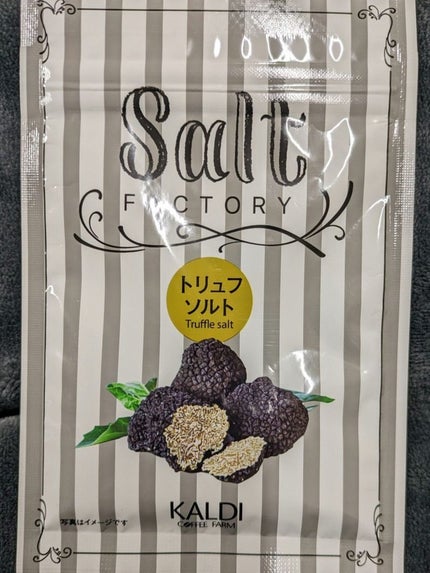 Salt
FACTORY
トリュフ
ソルト
Truffle salt
KALDI
COFFEE FARM
写真はイメージです